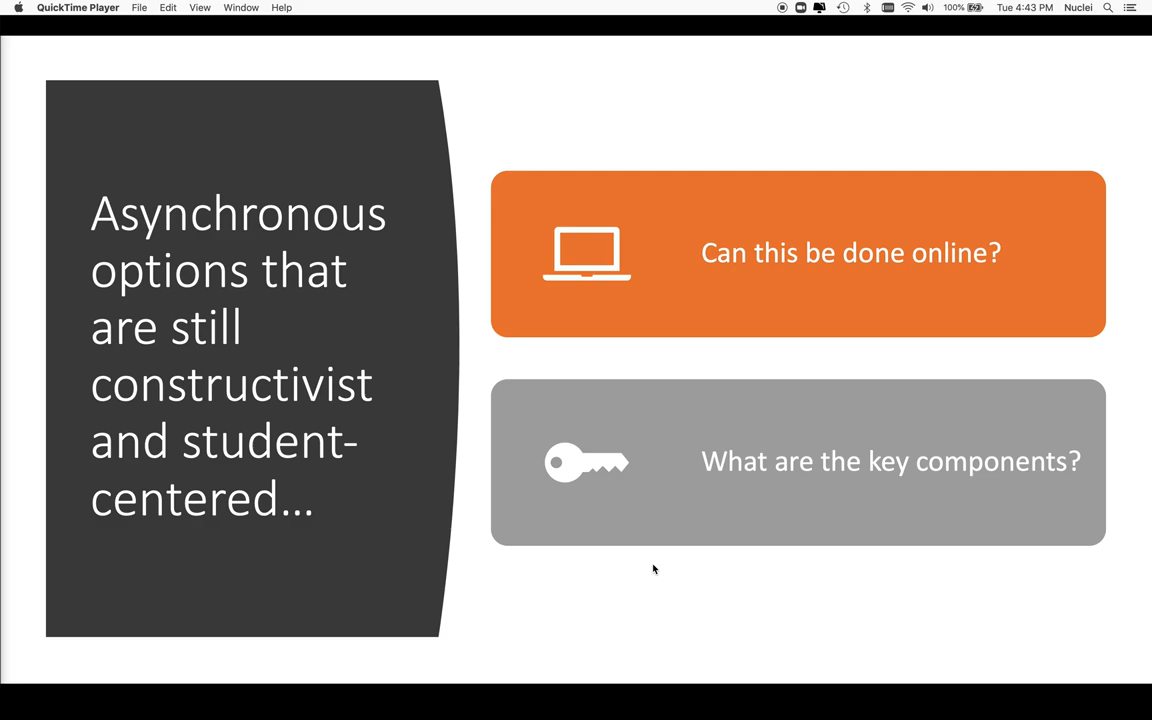 QuickTime Player File Edit View Window Help 100% Tue 4:43 PM Nuclei
Asynchronous
options that
are still
constructivist
and student-
centered...
Can this be done online?
What are the key components?